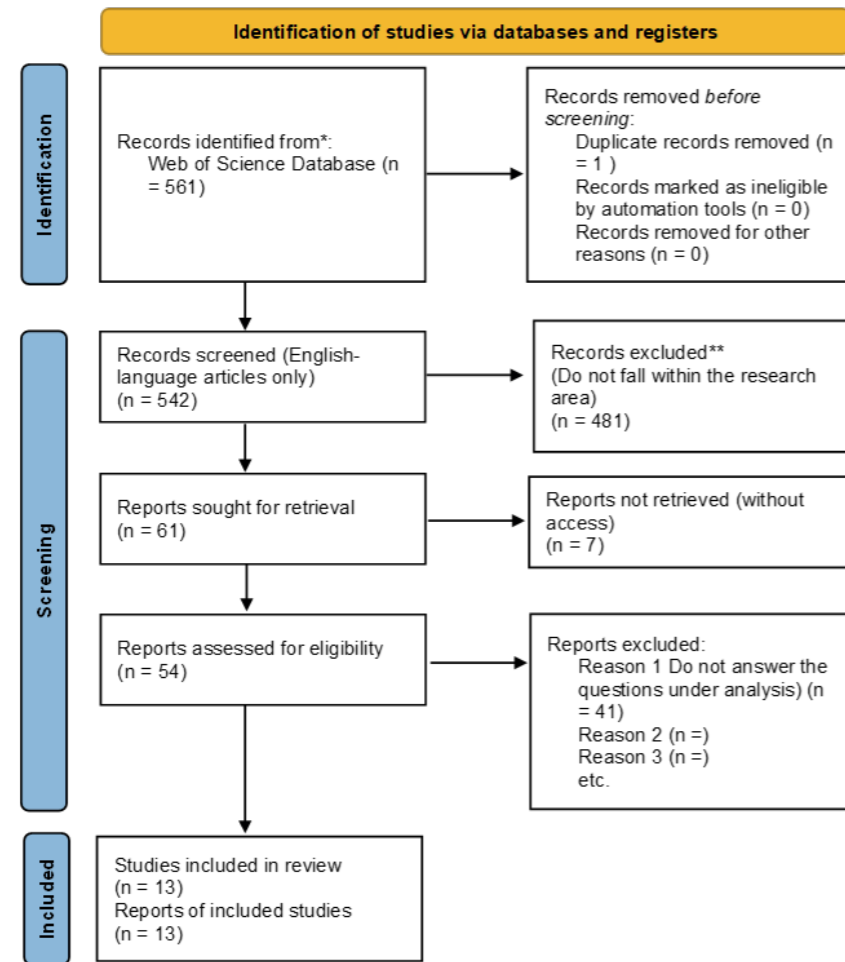 Identification of studies via databases and registers
Identification
Records identified from*:
Web of Science Database (n
= 561)
Records removed before
screening:
Duplicate records removed (n
= 1 )
Records marked as ineligible
by automation tools (n = 0)
Records removed for other
reasons (n = 0)
Screening
Records screened (English-
language articles only)
(n = 542)
Records excluded**
(Do not fall within the research
area)
(n = 481)
Reports sought for retrieval
(n = 61)
Reports not retrieved (without
access)
(n = 7)
Reports assessed for eligibility
(n = 54)
Reports excluded:
Reason 1 Do not answer the
questions under analysis) (n
= 41)
Reason 2 (n =)
Reason 3 (n =)
etc.
Included
Studies included in review
(n = 13)
Reports of included studies
(n = 13)